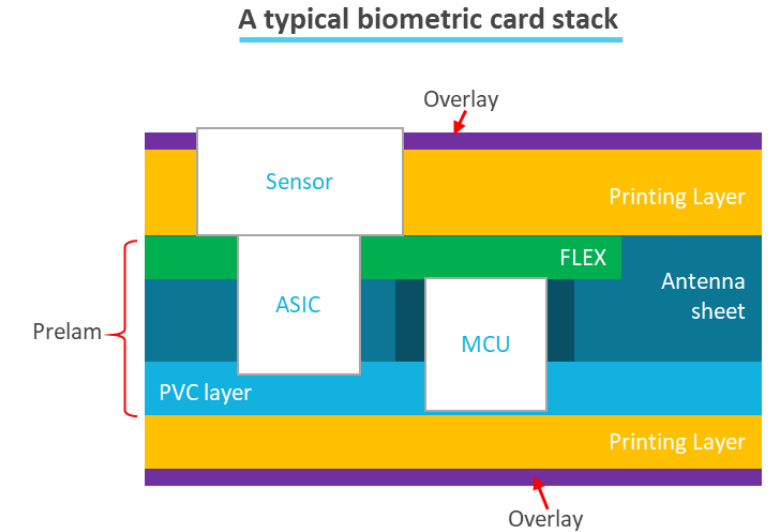 A typical biometric card stack
Overlay
Sensor
Printing Layer
FLEX
Antenna
sheet
ASIC
Prelam
MCU
PVC layer
Printing Layer
Overlay